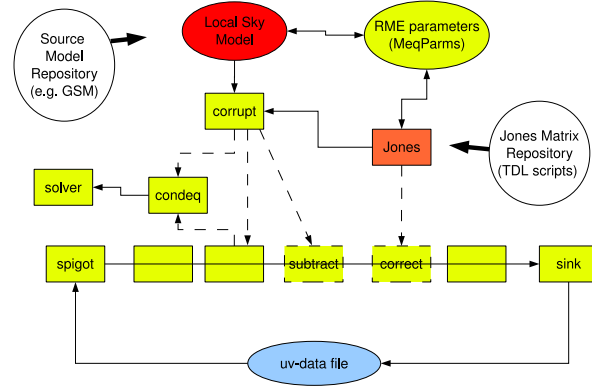 Source
Model
Repository
(e.g. GSM)
Local Sky
Model
RME parameters
(MeqParms)
corrupt
Jones
Jones Matrix
Repository
(TDL scripts)
solver
condeq
spigot
subtract
correct
sink
uv-data file